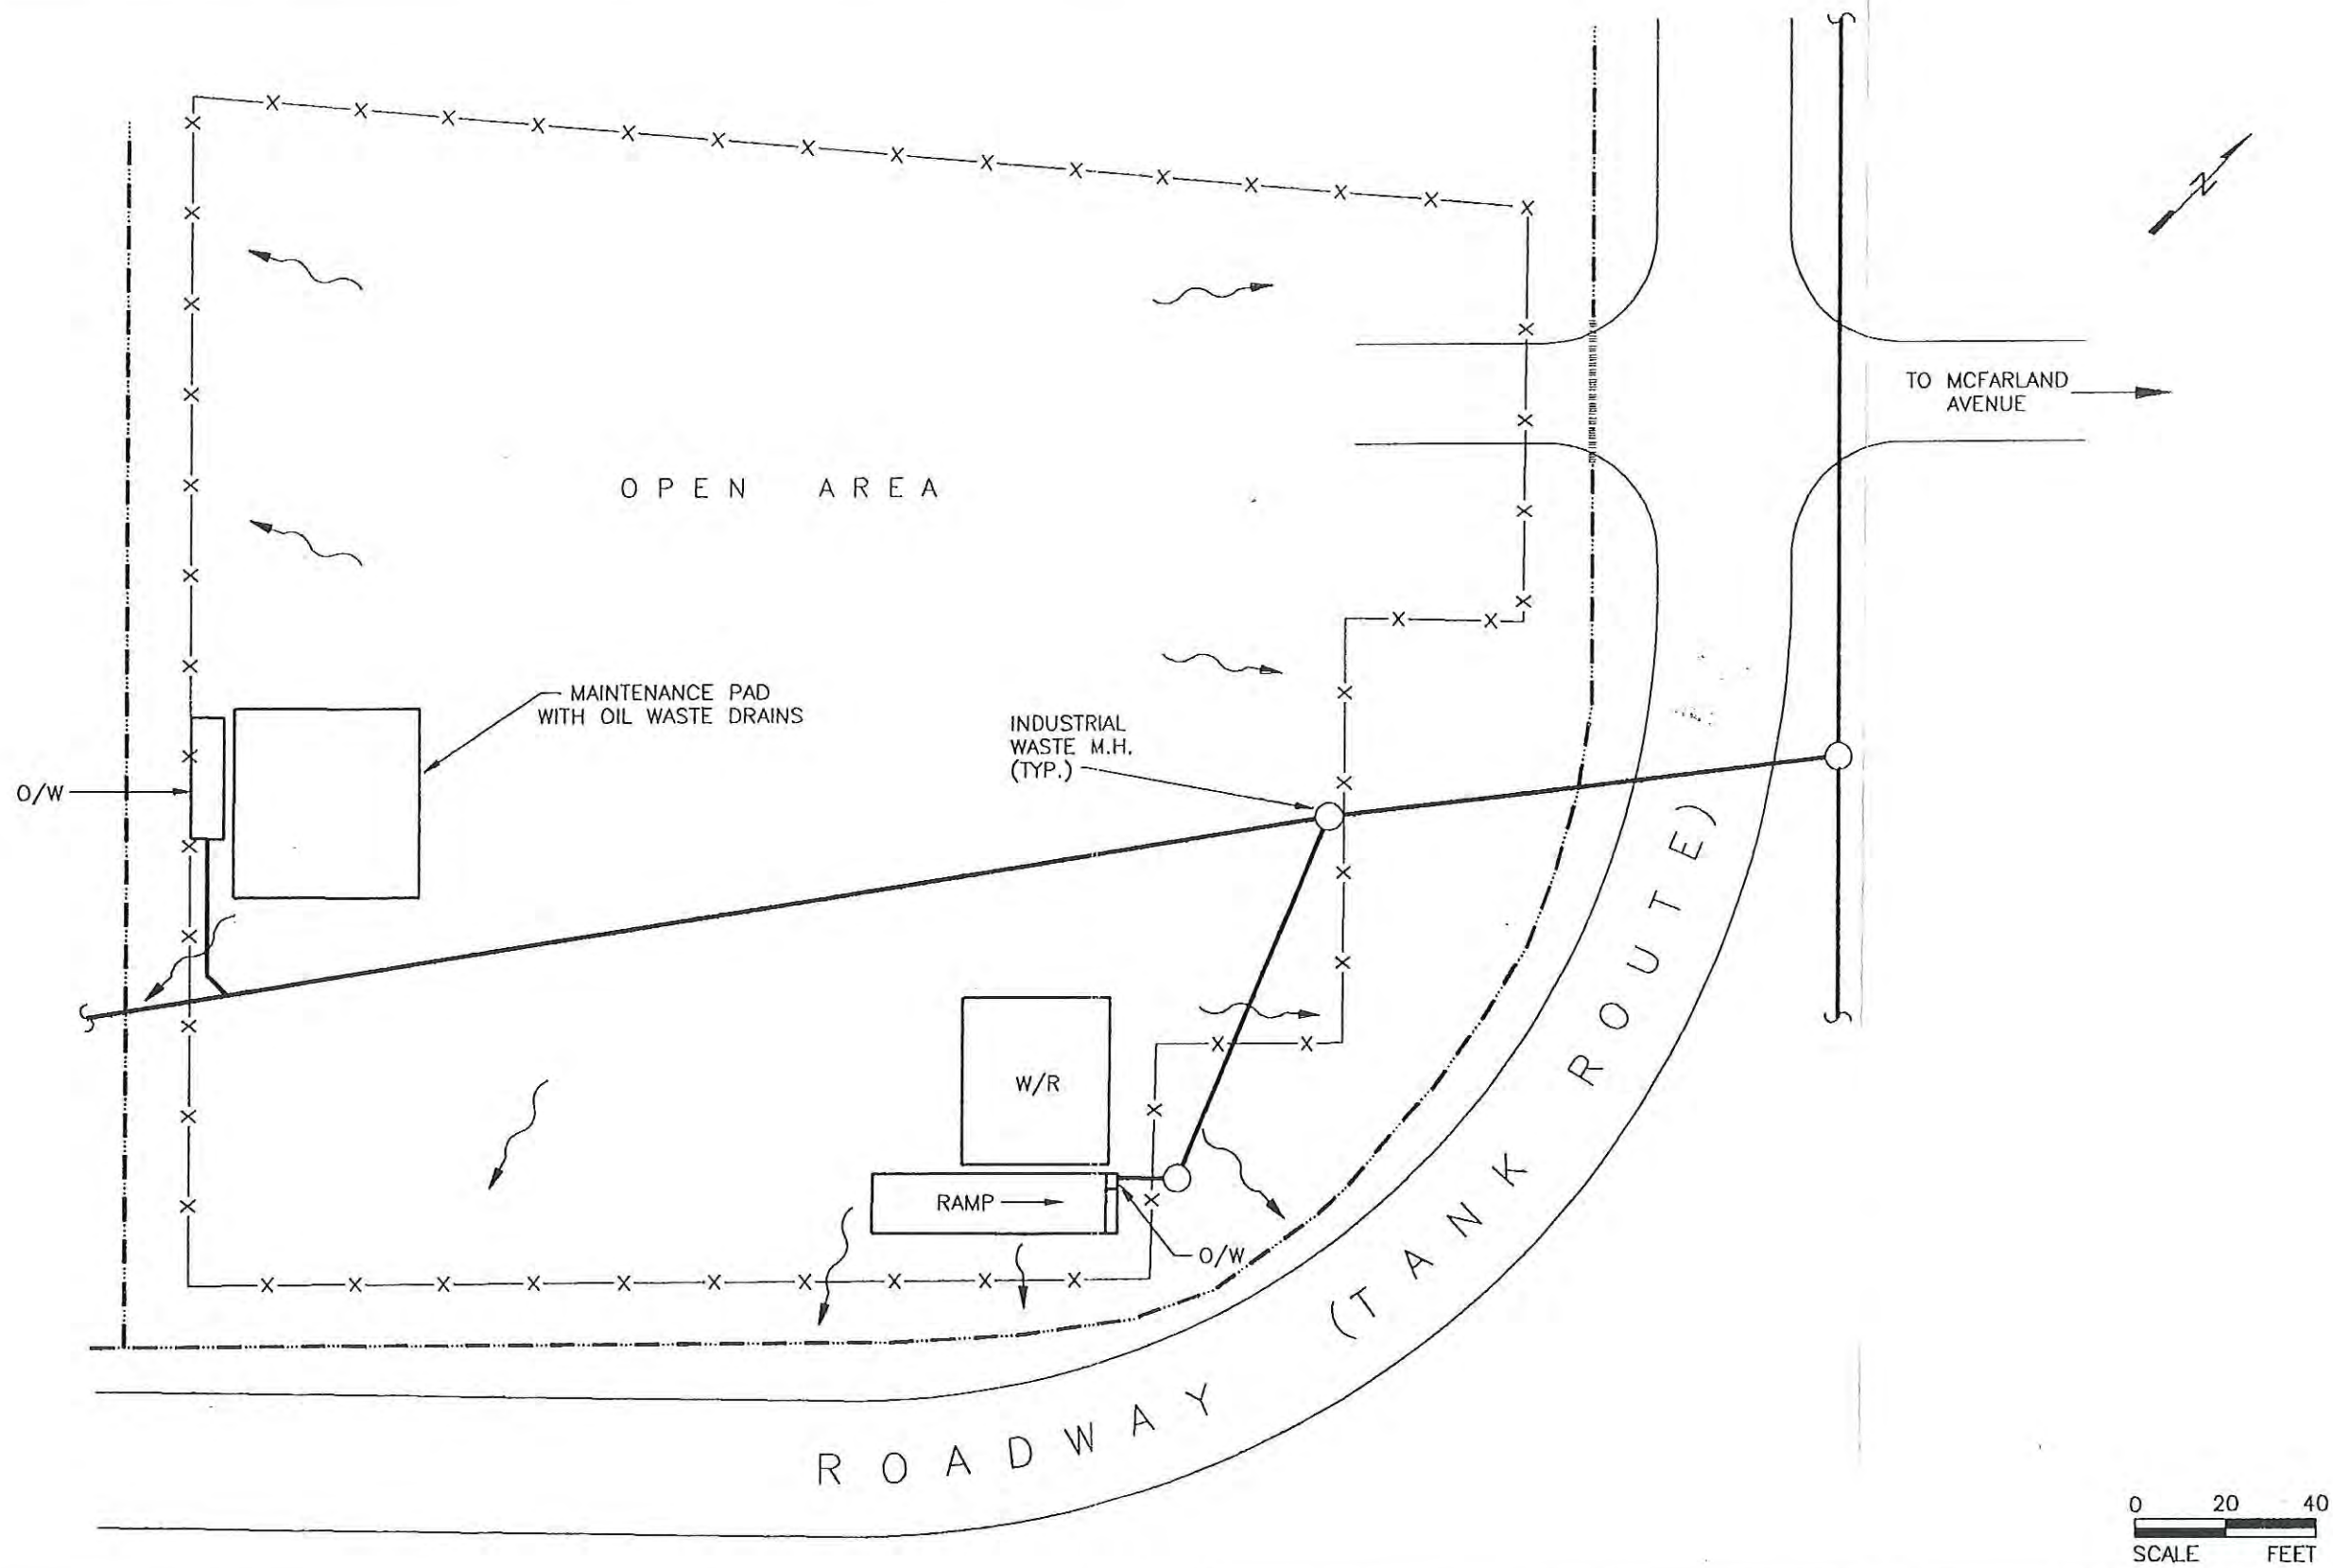 N
TO MCFARLAND
AVENUE
OPEN AREA
MAINTENANCE PAD
WITH OIL WASTE DRAINS
INDUSTRIAL
WASTE M.H.
(TYP.)
O/W
W/R
RAMP
O/W
ROADWAY (TANK ROUTE)
0 20 40
SCALE FEET